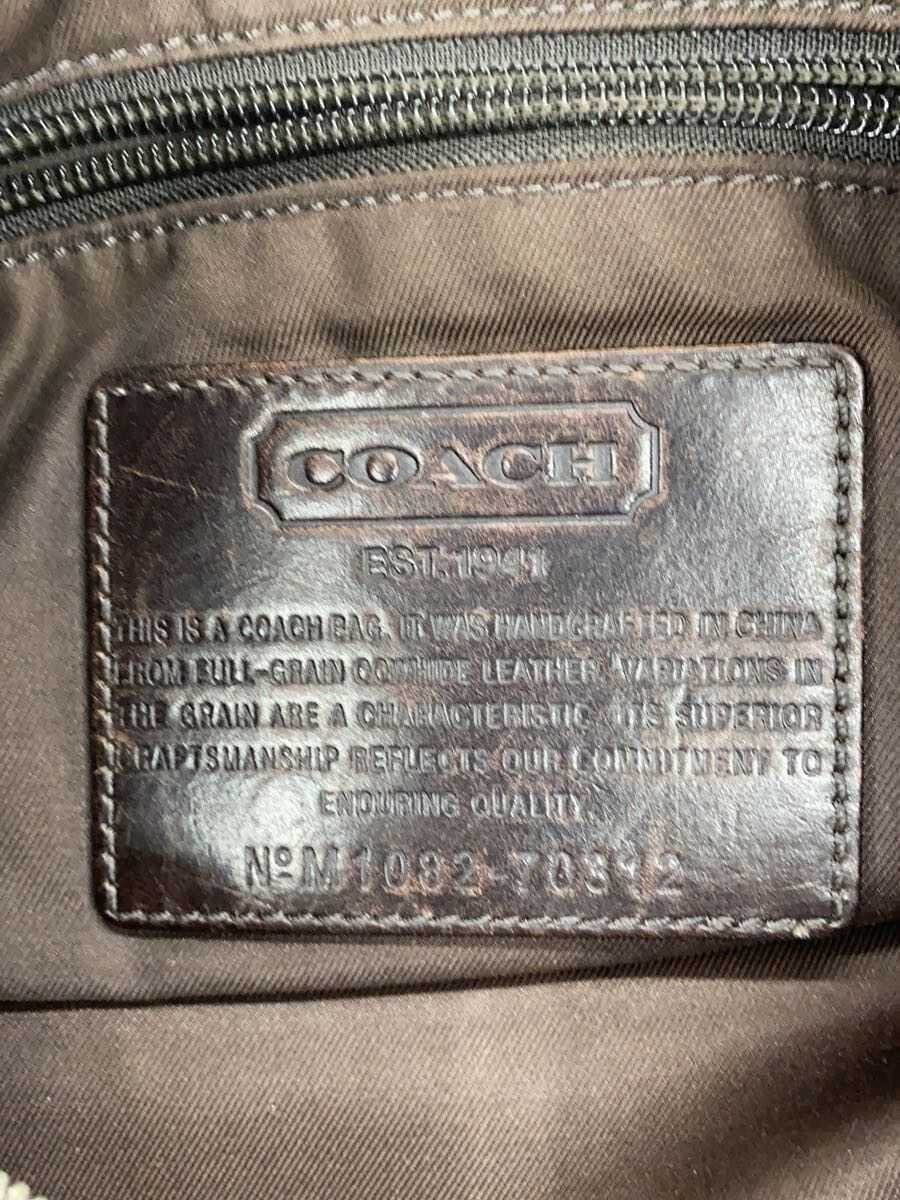 COACH
EST. 1941
THIS IS A COACH BAG. IT WAS HANDCRAFTED IN CHINA
FROM FULL-GRAIN COWHIDE LEATHER. VARIATIONS IN
THE GRAIN ARE A CHARACTERISTIC. ITS SUPERIOR
CRAFTSMANSHIP REFLECTS OUR COMMITMENT TO
ENDURING QUALITY.
Nº M1082-70312